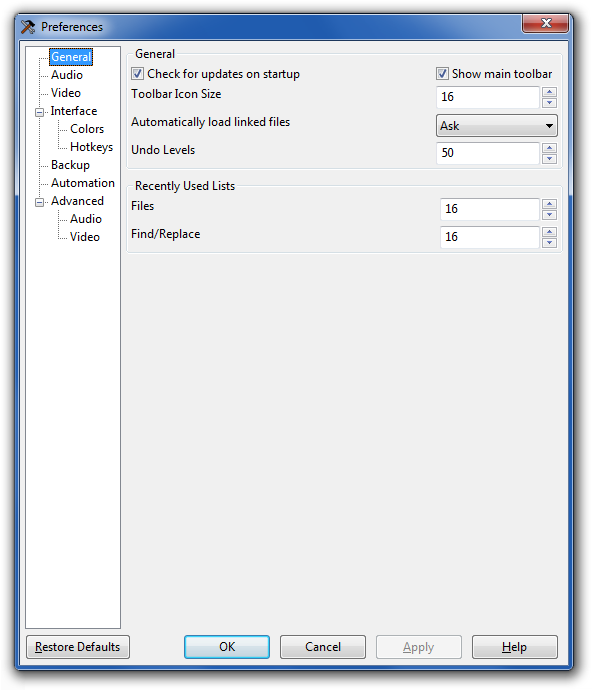 Preferences
General
Audio
Video
Interface
Colors
Hotkeys
Backup
Automation
Advanced
Audio
Video
General
Check for updates on startup
Show main toolbar
Toolbar Icon Size
16
Automatically load linked files
Ask
Undo Levels
50
Recently Used Lists
Files
16
Find/Replace
16
Restore Defaults
OK
Cancel
Apply
Help